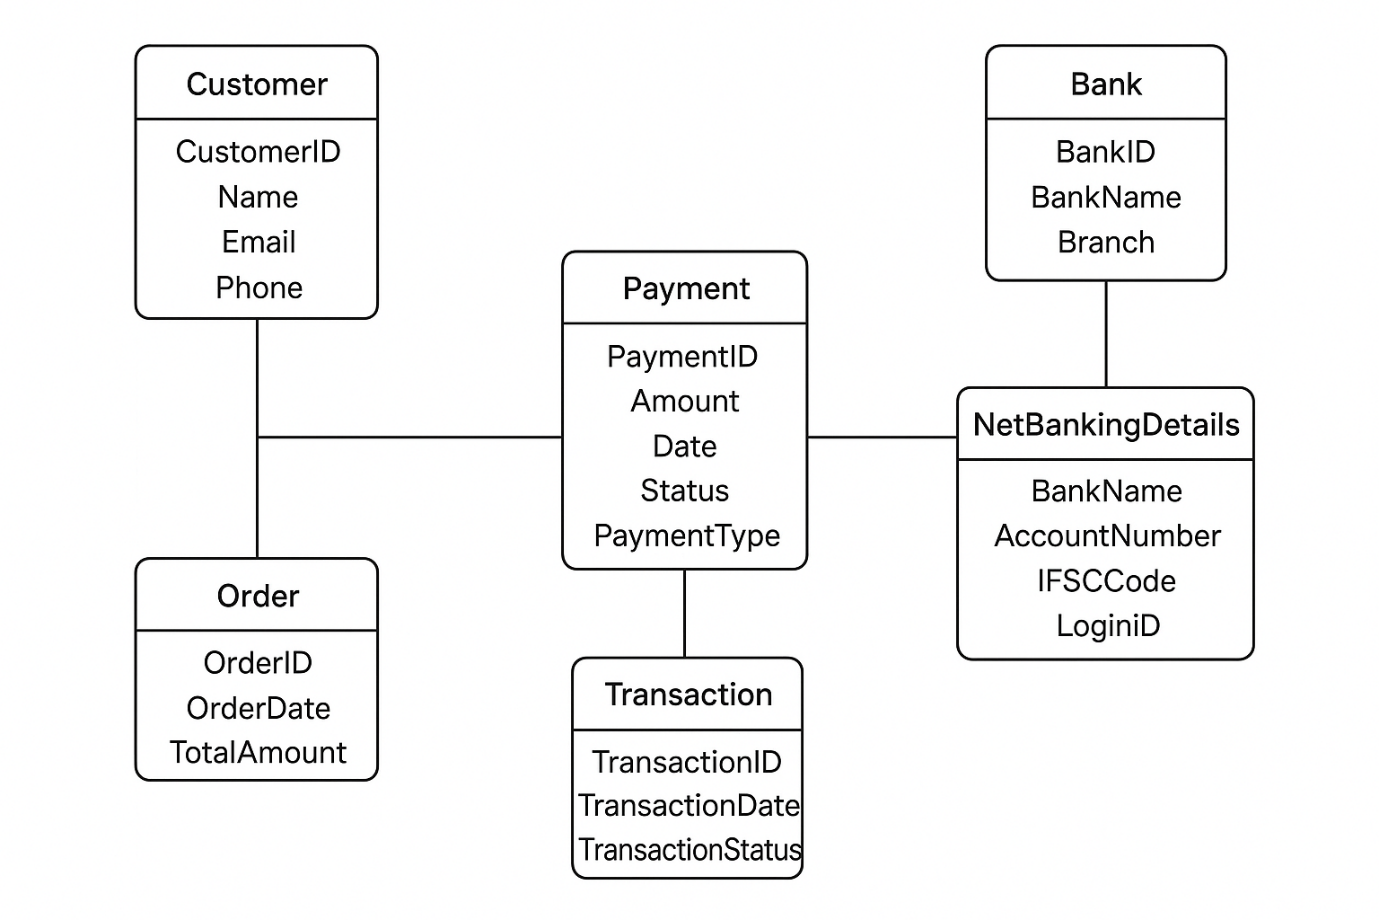 Customer
CustomerID
Name
Email
Phone
Bank
BankID
BankName
Branch
Payment
PaymentID
Amount
Date
Status
PaymentType
NetBankingDetails
BankName
AccountNumber
IFSCCode
LoginiD
Order
OrderID
OrderDate
TotalAmount
Transaction
TransactionID
TransactionDate
TransactionStatus